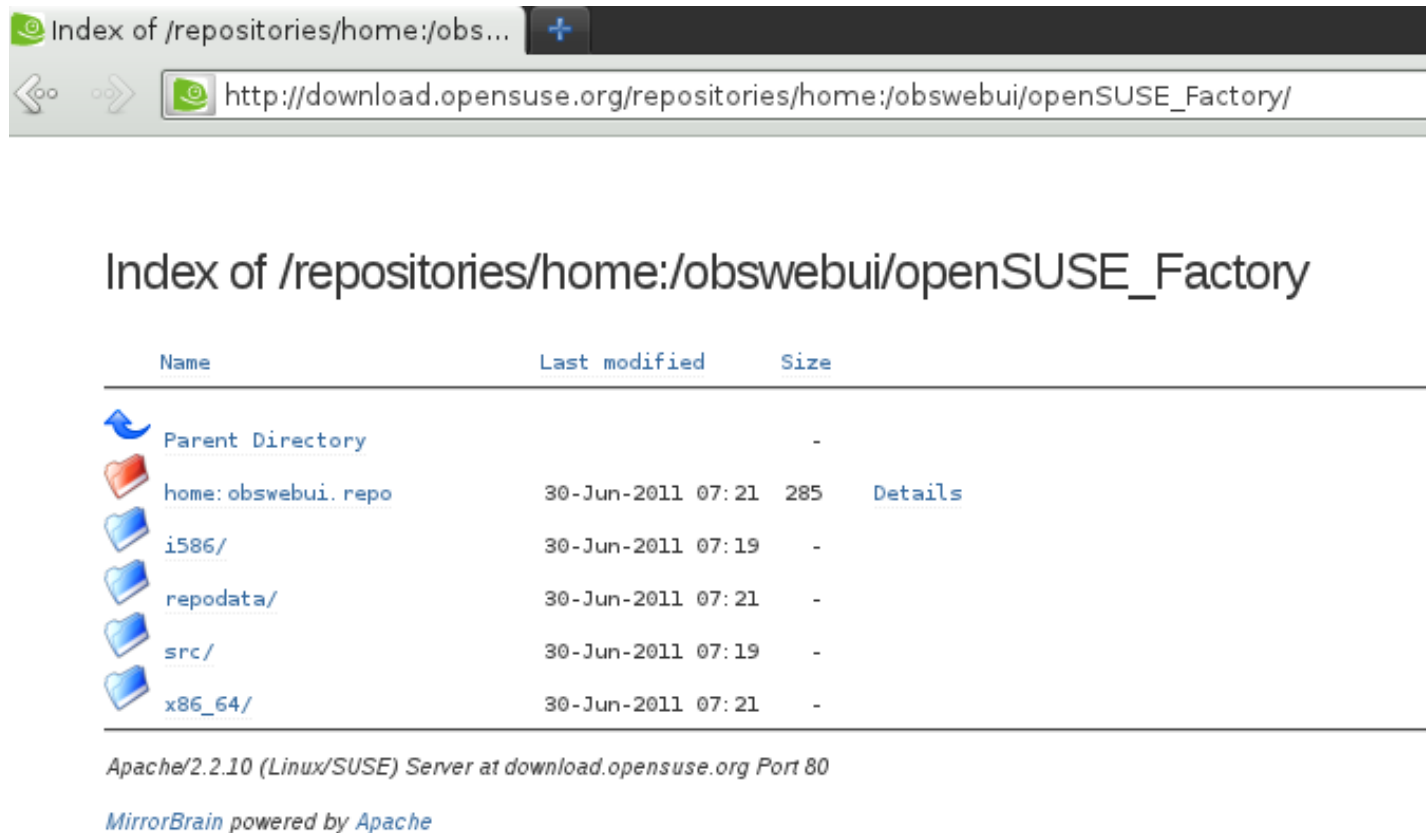 Index of /repositories/home:/obs...
http://download.opensuse.org/repositories/home:/obswebui/openSUSE_Factory/
Index of /repositories/home:/obswebui/openSUSE_Factory
Name Last modified Size
Parent Directory -
home:obswebui.repo 30-Jun-2011 07:21 285 Details
i586/ 30-Jun-2011 07:19 -
repodata/ 30-Jun-2011 07:21 -
src/ 30-Jun-2011 07:19 -
x86_64/ 30-Jun-2011 07:21 -
Apache/2.2.10 (Linux/SUSE) Server at download.opensuse.org Port 80
MirrorBrain powered by Apache